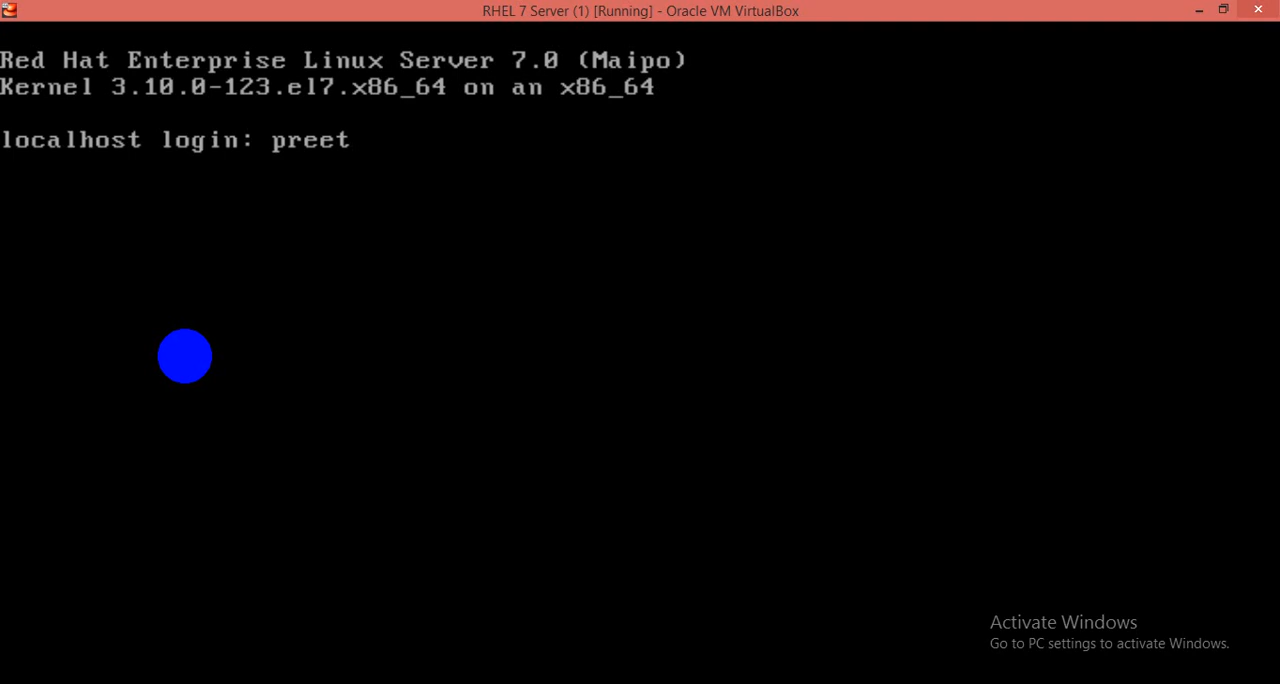 RHEL 7 Server (1) [Running] - Oracle VM VirtualBox
Red Hat Enterprise Linux Server 7.0 (Maipo)
Kernel 3.10.0-123.el7.x86_64 on an x86_64
localhost login: preet
Activate Windows
Go to PC settings to activate Windows.